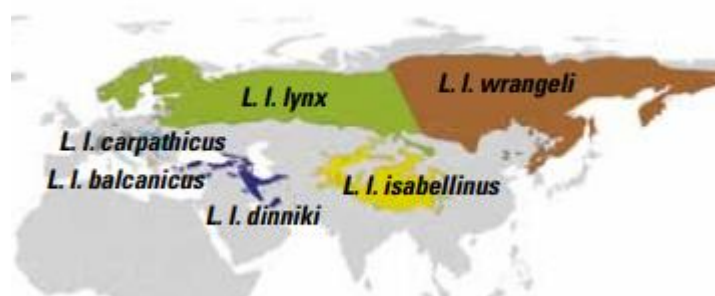 L. l. wrangeli
L. l. lynx
L. l. carpathicus
L. l. balcanicus
L. l. isabellinus
L. l. dinniki